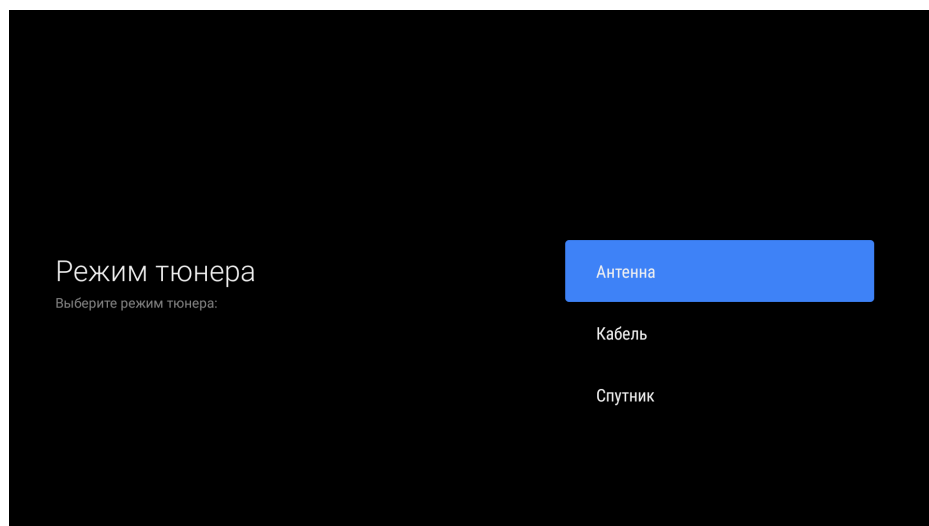 Режим тюнера
Выберите режим тюнера:
Антенна
Кабель
Спутник